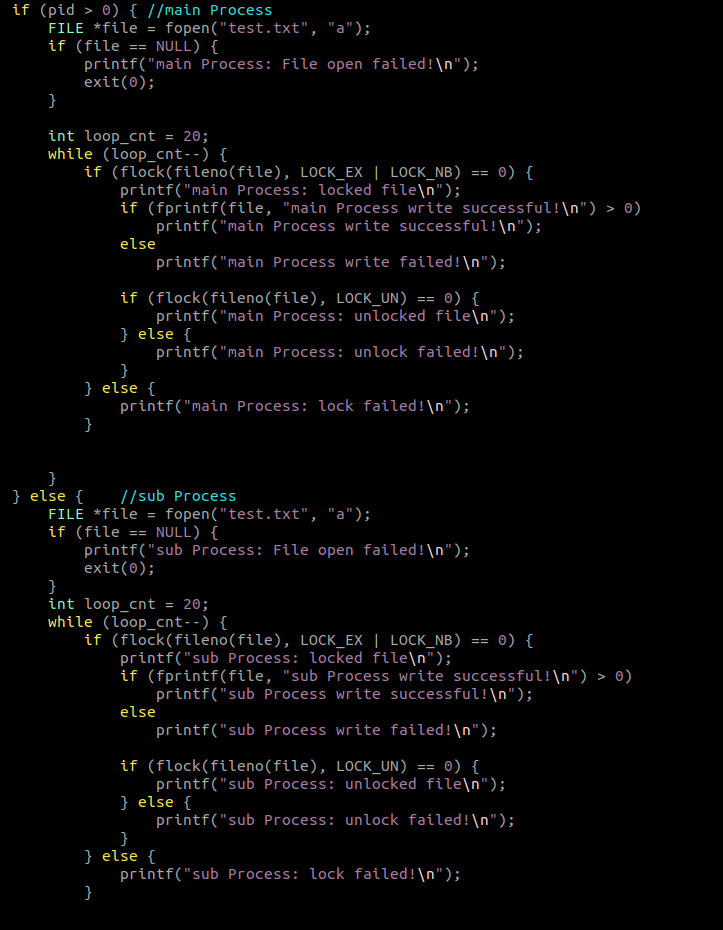 if (pid > 0) { //main Process
    FILE *file = fopen("test.txt", "a");
    if (file == NULL) {
        printf("main Process: File open failed!\n");
        exit(0);
    }
    int loop_cnt = 20;
    while (loop_cnt--) {
        if (flock(fileno(file), LOCK_EX | LOCK_NB) == 0) {
            printf("main Process: locked file\n");
            if (fprintf(file, "main Process write successful!\n") > 0)
                printf("main Process write successful!\n");
            else
                printf("main Process write failed!\n");
            if (flock(fileno(file), LOCK_UN) == 0) {
                printf("main Process: unlocked file\n");
            } else {
                printf("main Process: unlock failed!\n");
            }
        } else {
            printf("main Process: lock failed!\n");
        }
    }
} else {    //sub Process
    FILE *file = fopen("test.txt", "a");
    if (file == NULL) {
        printf("sub Process: File open failed!\n");
        exit(0);
    }
    int loop_cnt = 20;
    while (loop_cnt--) {
        if (flock(fileno(file), LOCK_EX | LOCK_NB) == 0) {
            printf("sub Process: locked file\n");
            if (fprintf(file, "sub Process write successful!\n") > 0)
                printf("sub Process write successful!\n");
            else
                printf("sub Process write failed!\n");
            if (flock(fileno(file), LOCK_UN) == 0) {
                printf("sub Process: unlocked file\n");
            } else {
                printf("sub Process: unlock failed!\n");
            }
        } else {
            printf("sub Process: lock failed!\n");
        }